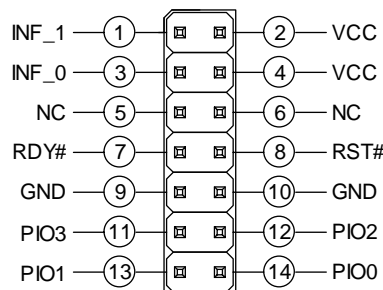 INF_1 1 2 VCC
INF_0 3 4 VCC
NC 5 6 NC
RDY# 7 8 RST#
GND 9 10 GND
PIO3 11 12 PIO2
PIO1 13 14 PIO0